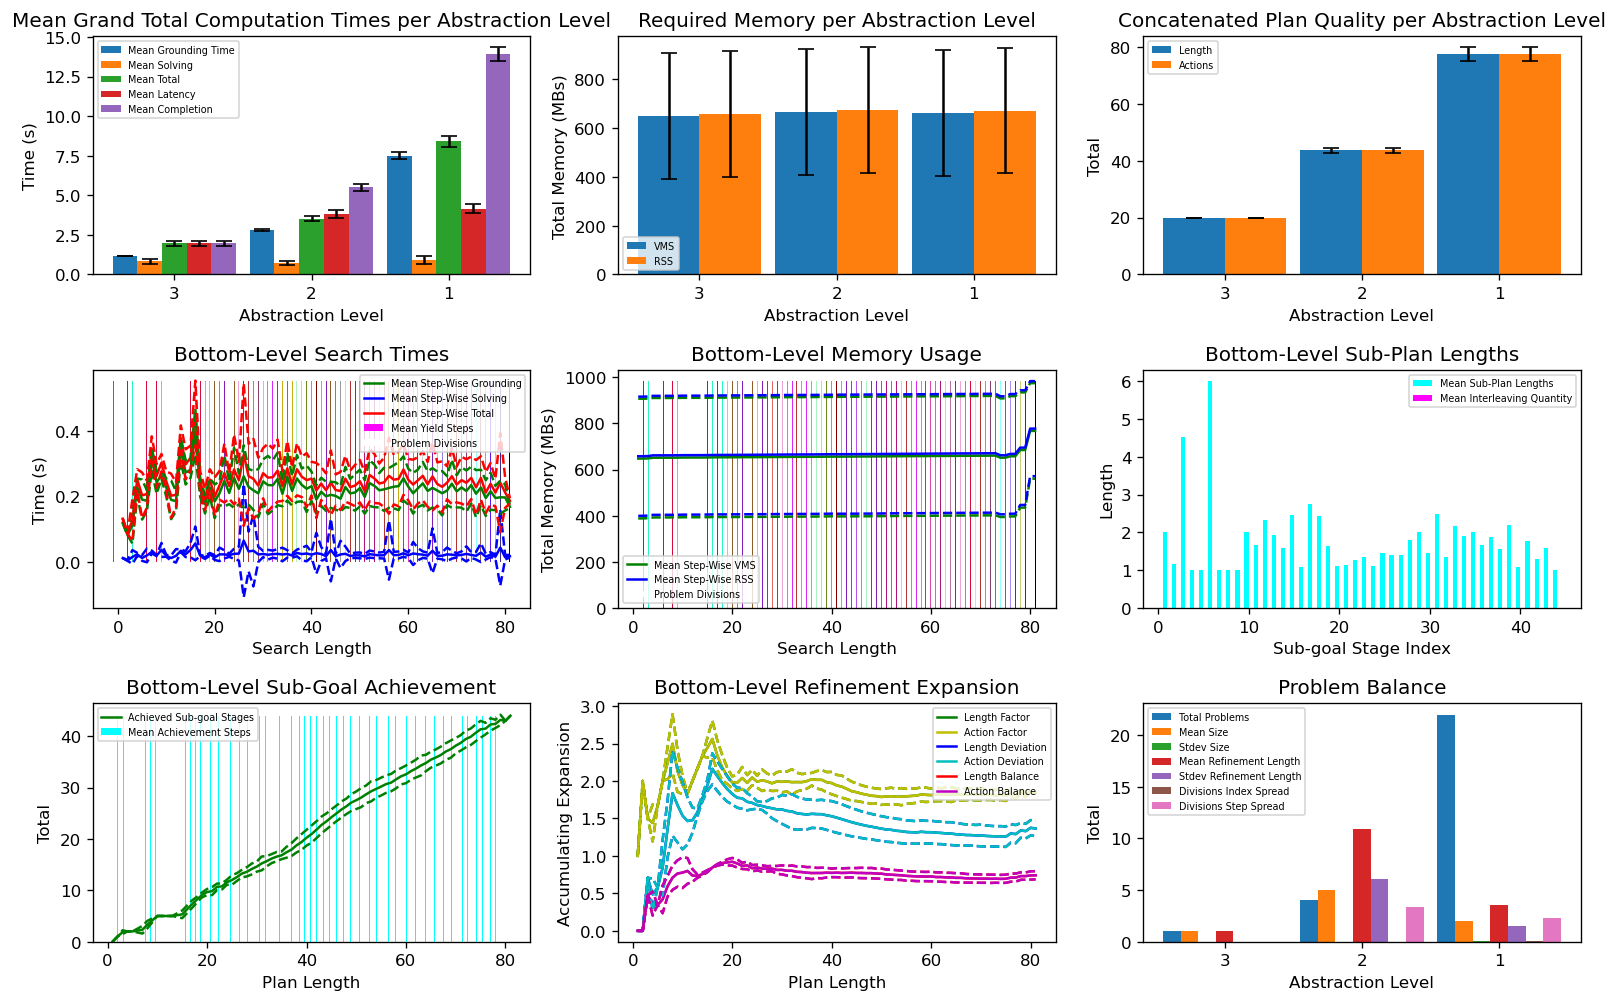 Mean Grand Total Computation Times per Abstraction Level
Required Memory per Abstraction Level
Concatenated Plan Quality per Abstraction Level
15.0
12.5
10.0
7.5
5.0
2.5
0.0
Time (s)
Mean Grounding Time
Mean Solving
Mean Total
Mean Latency
Mean Completion
3 2 1
Abstraction Level
800
600
400
200
0
Total Memory (MBs)
VMS
RSS
3 2 1
Abstraction Level
80
60
40
20
0
Total
Length
Actions
3 2 1
Abstraction Level
Bottom-Level Search Times
Bottom-Level Memory Usage
Bottom-Level Sub-Plan Lengths
0.4
0.2
0.0
Time (s)
Mean Step-Wise Grounding
Mean Step-Wise Solving
Mean Step-Wise Total
Mean Yield Steps
Problem Divisions
0 20 40 60 80
Search Length
1000
800
600
400
200
0
Total Memory (MBs)
Mean Step-Wise VMS
Mean Step-Wise RSS
Problem Divisions
0 20 40 60 80
Search Length
6
5
4
3
2
1
0
Length
Mean Sub-Plan Lengths
Mean Interleaving Quantity
0 10 20 30 40
Sub-goal Stage Index
Bottom-Level Sub-Goal Achievement
Bottom-Level Refinement Expansion
Problem Balance
40
30
20
10
0
Total
Achieved Sub-goal Stages
Mean Achievement Steps
0 20 40 60 80
Plan Length
3.0
2.5
2.0
1.5
1.0
0.5
0.0
Accumulating Expansion
Length Factor
Action Factor
Length Deviation
Action Deviation
Length Balance
Action Balance
0 20 40 60 80
Plan Length
20
15
10
5
0
Total
Total Problems
Mean Size
Stdev Size
Mean Refinement Length
Stdev Refinement Length
Divisions Index Spread
Divisions Step Spread
3 2 1
Abstraction Level